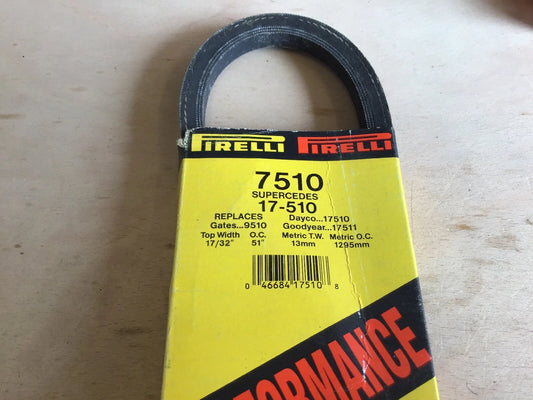 PIRELLI PIRELLI
7510
SUPERCEDES
17-510
REPLACES Dayco...17510
Gates...9510 Goodyear...17511
Top Width O.C. Metric T.W. Metric O.C.
17/32" 51" 13mm 1295mm
0 46684 17510 8